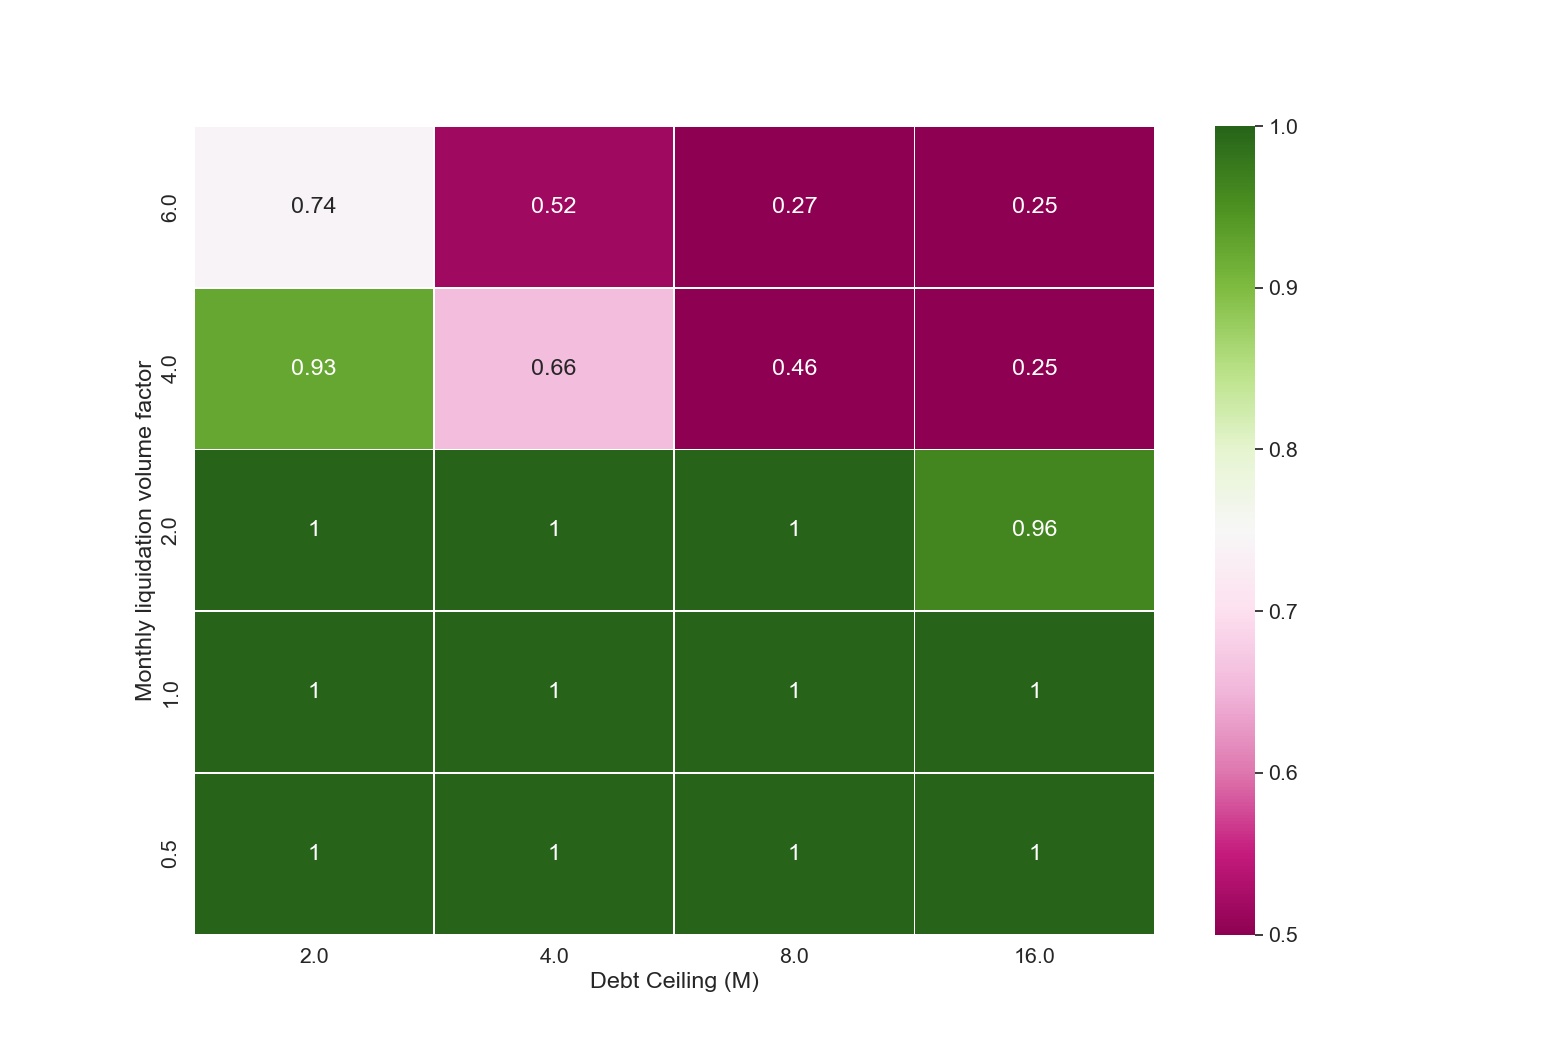 1.0
6.0 0.74 0.52 0.27 0.25
0.9
4.0 0.93 0.66 0.46 0.25
0.8
Monthly liquidation volume factor
2.0 1 1 1 0.96
0.7
1.0 1 1 1 1
0.6
0.5 1 1 1 1
0.5
2.0 4.0 8.0 16.0
Debt Ceiling (M)